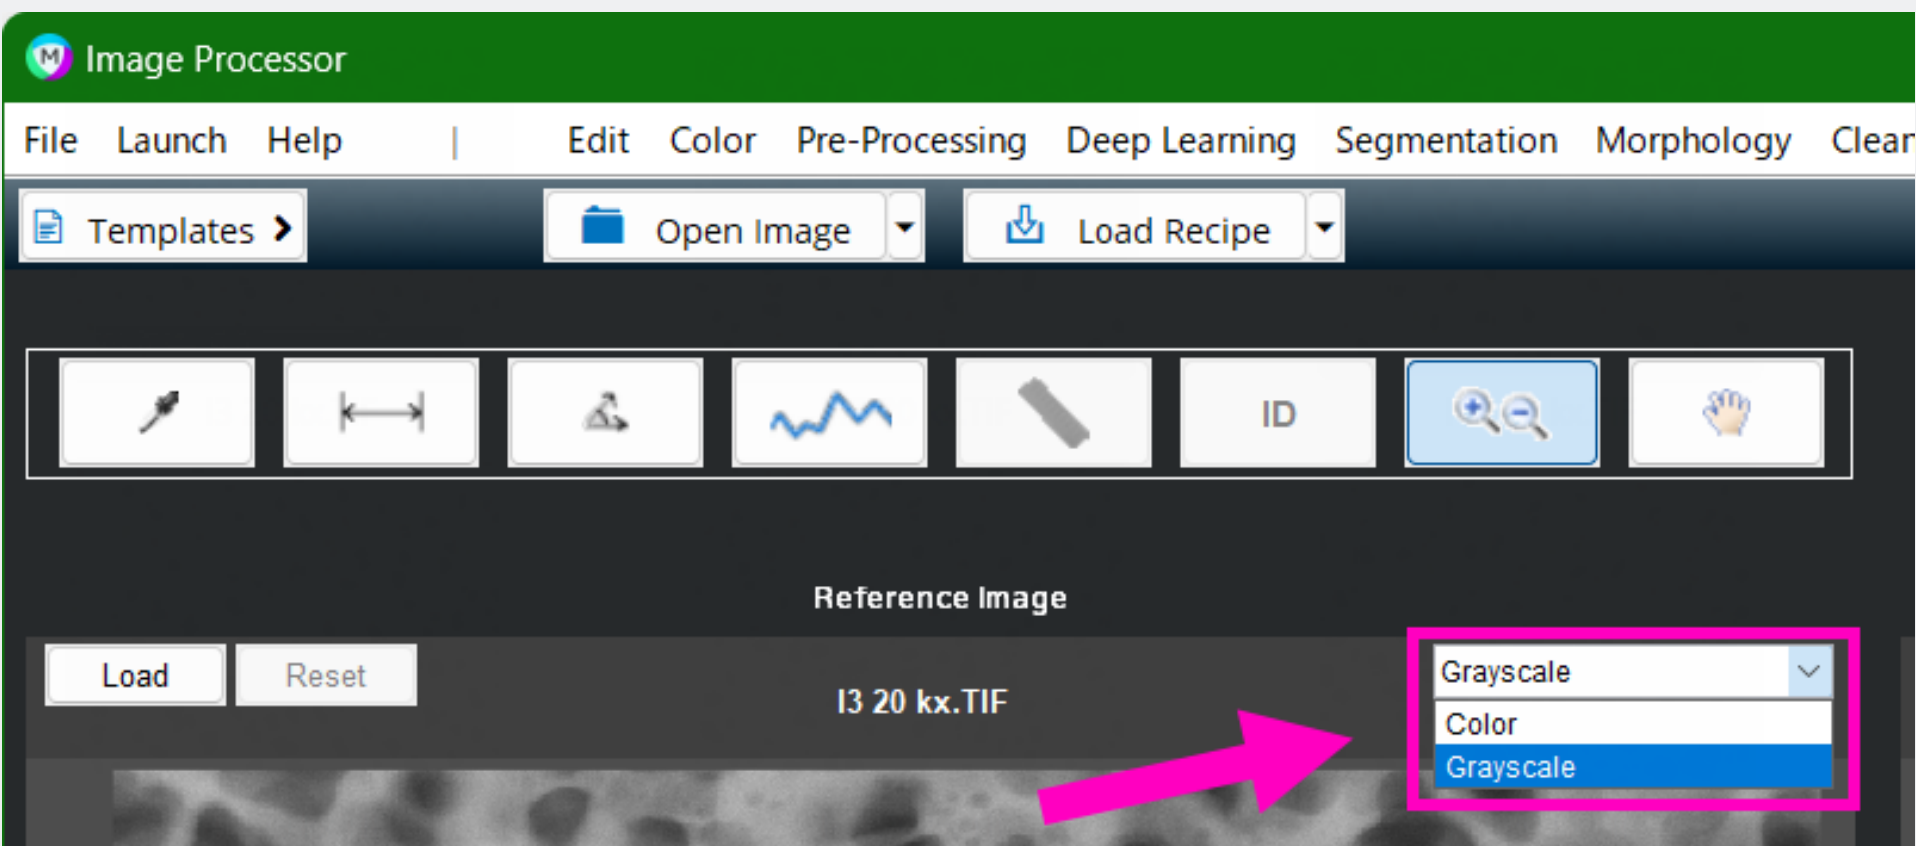 M Image Processor
File Launch Help | Edit Color Pre-Processing Deep Learning Segmentation Morphology Clean
Templates Open Image Load Recipe
ID
Reference Image
Load Reset I3 20 kx.TIF Grayscale
Color
Grayscale